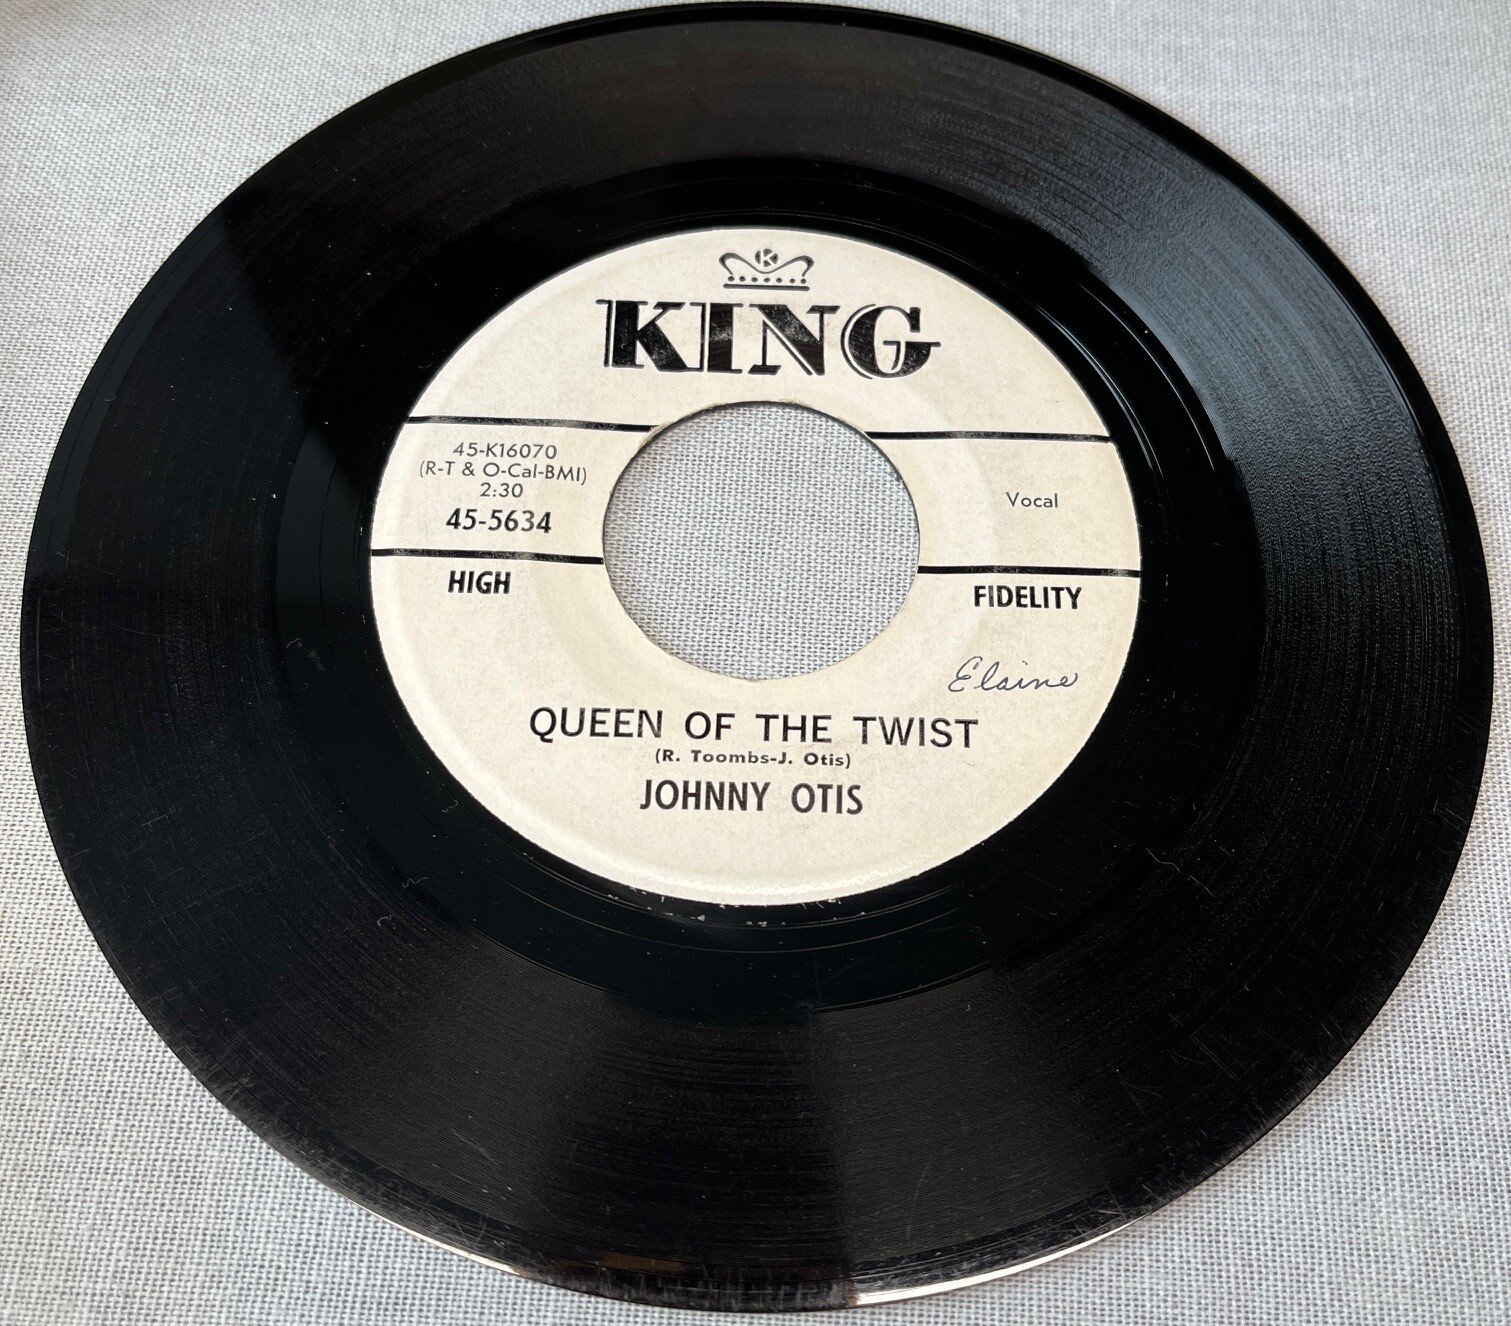 K
KING
45-K16070
(R-T & O-Cal-BMI)
2:30
45-5634
Vocal
HIGH
FIDELITY
Elaine
QUEEN OF THE TWIST
(R. Toombs-J. Otis)
JOHNNY OTIS